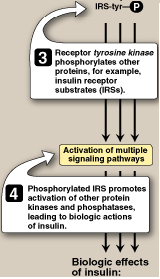 IRS-tyr—P
3
Receptor tyrosine kinase
phosphorylates other
proteins, for example,
insulin receptor
substrates (IRSs).
Activation of multiple
signaling pathways
4
Phosphorylated IRS promotes
activation of other protein
kinases and phosphatases,
leading to biologic actions
of insulin.
Biologic effects
of insulin: